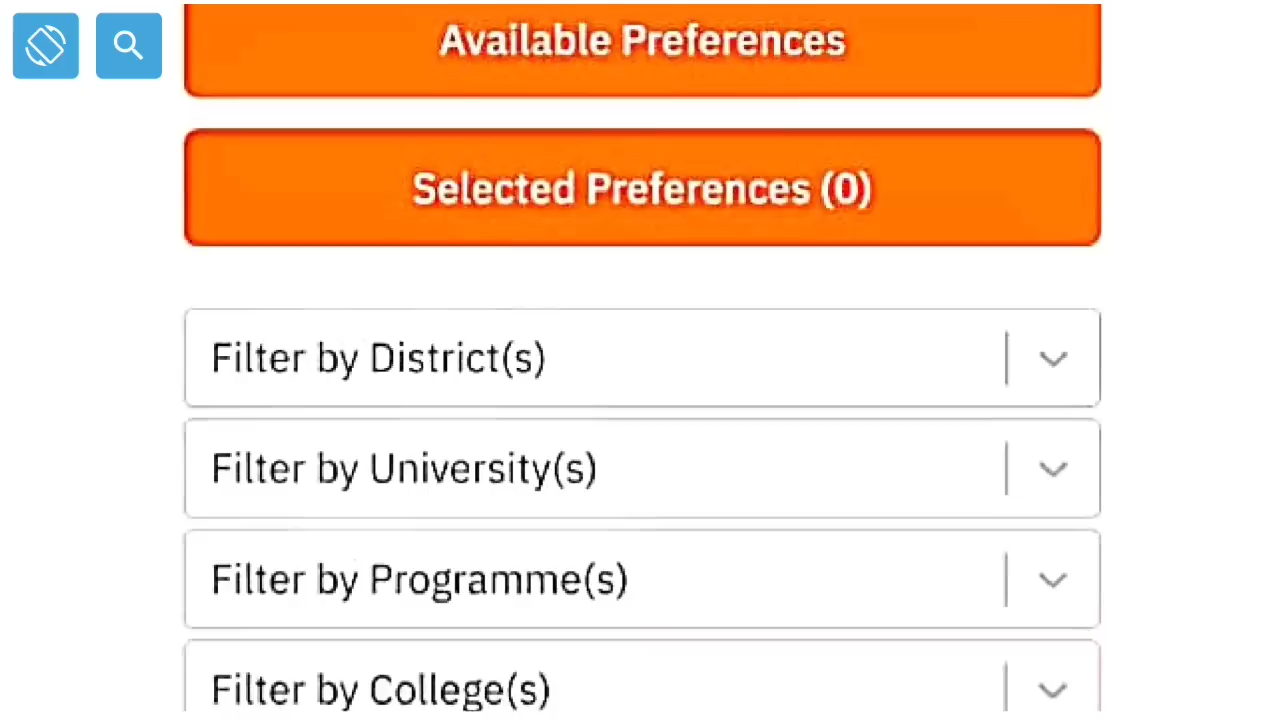 Available Preferences
Selected Preferences (0)
Filter by District(s)
Filter by University(s)
Filter by Programme(s)
Filter by College(s)